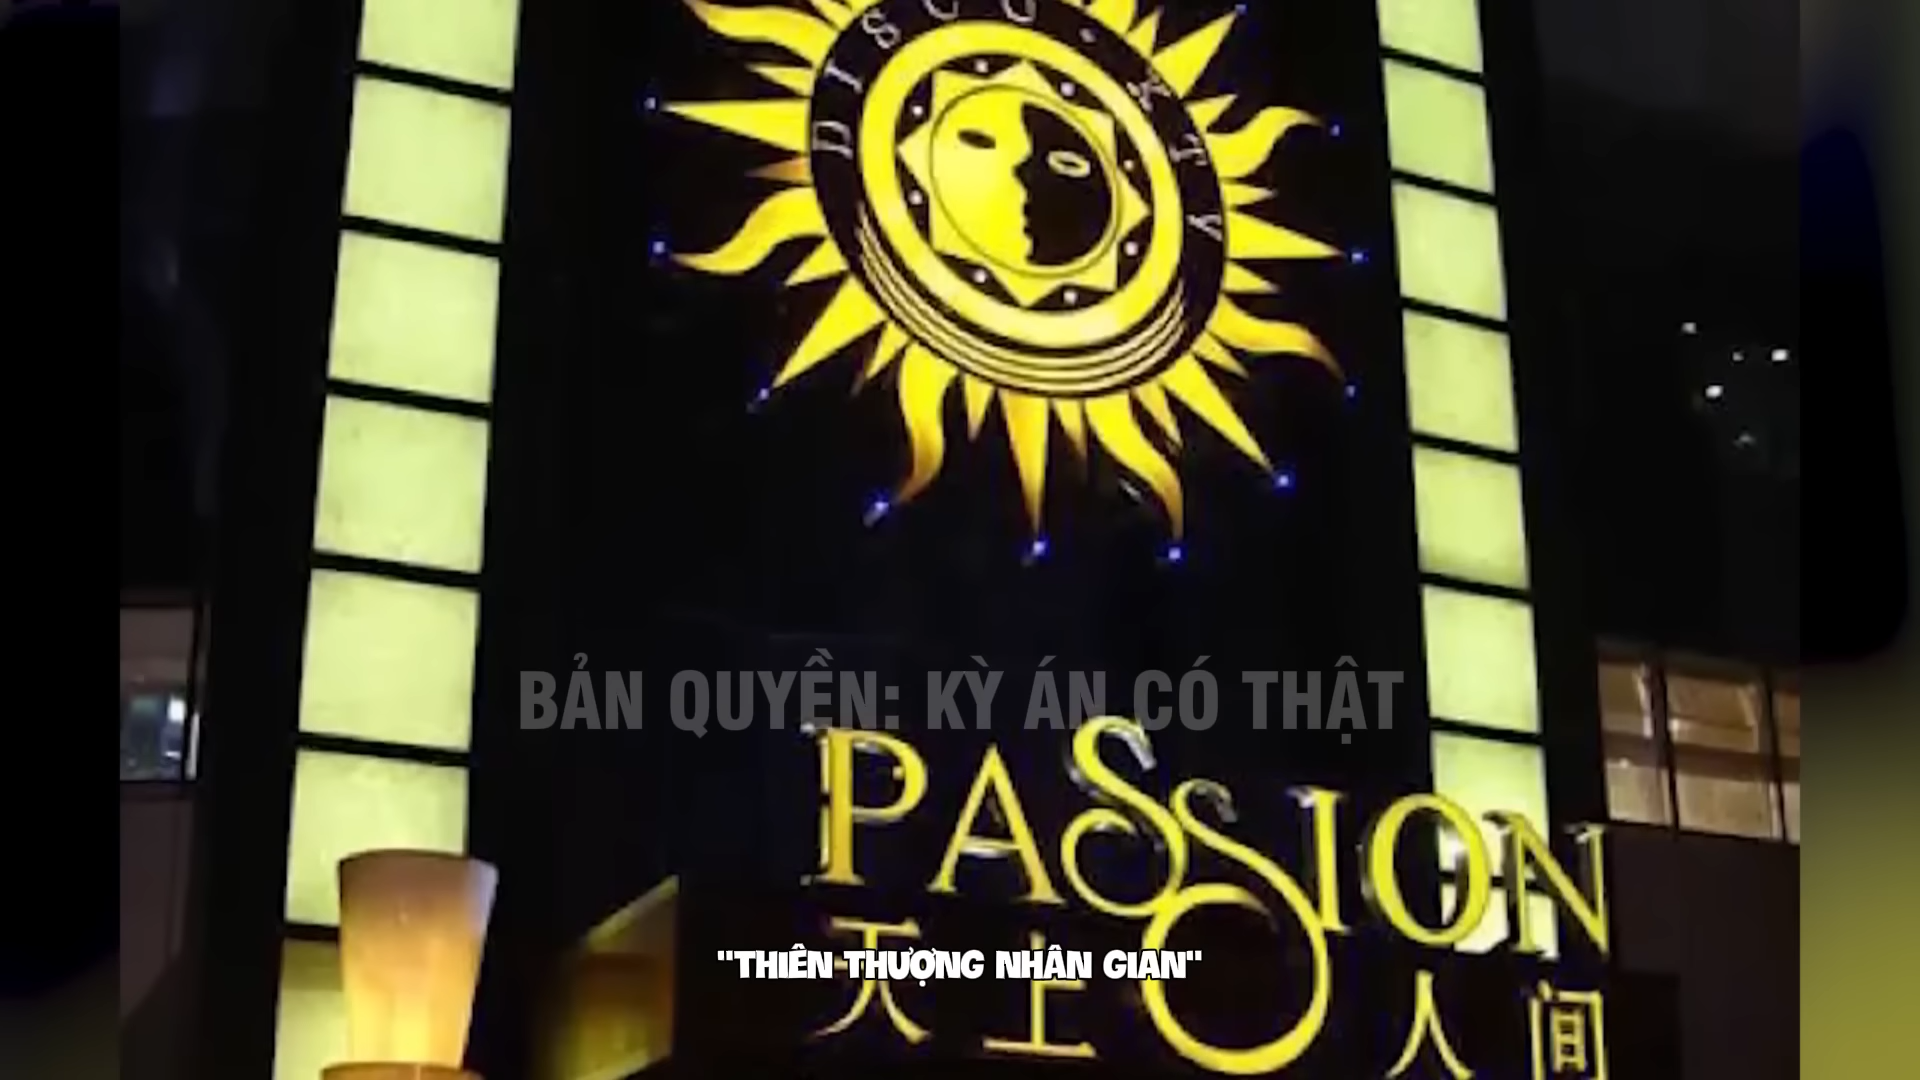 DISCO. KTV
BẢN QUYỀN: KỲ ÁN CÓ THẬT
PASSION
天上人间
"THIÊN THƯỢNG NHÂN GIAN"